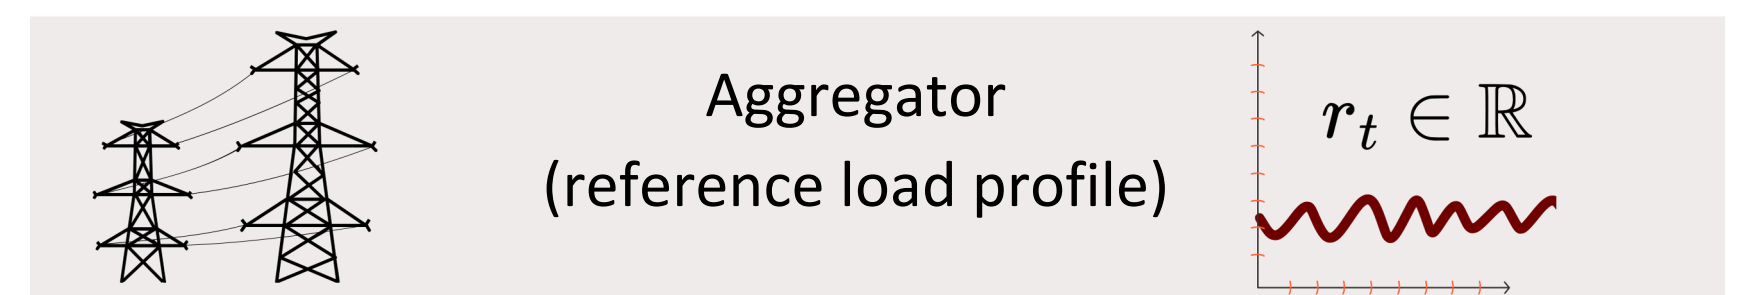 Aggregator
(reference load profile)
r_t ∈ ℝ